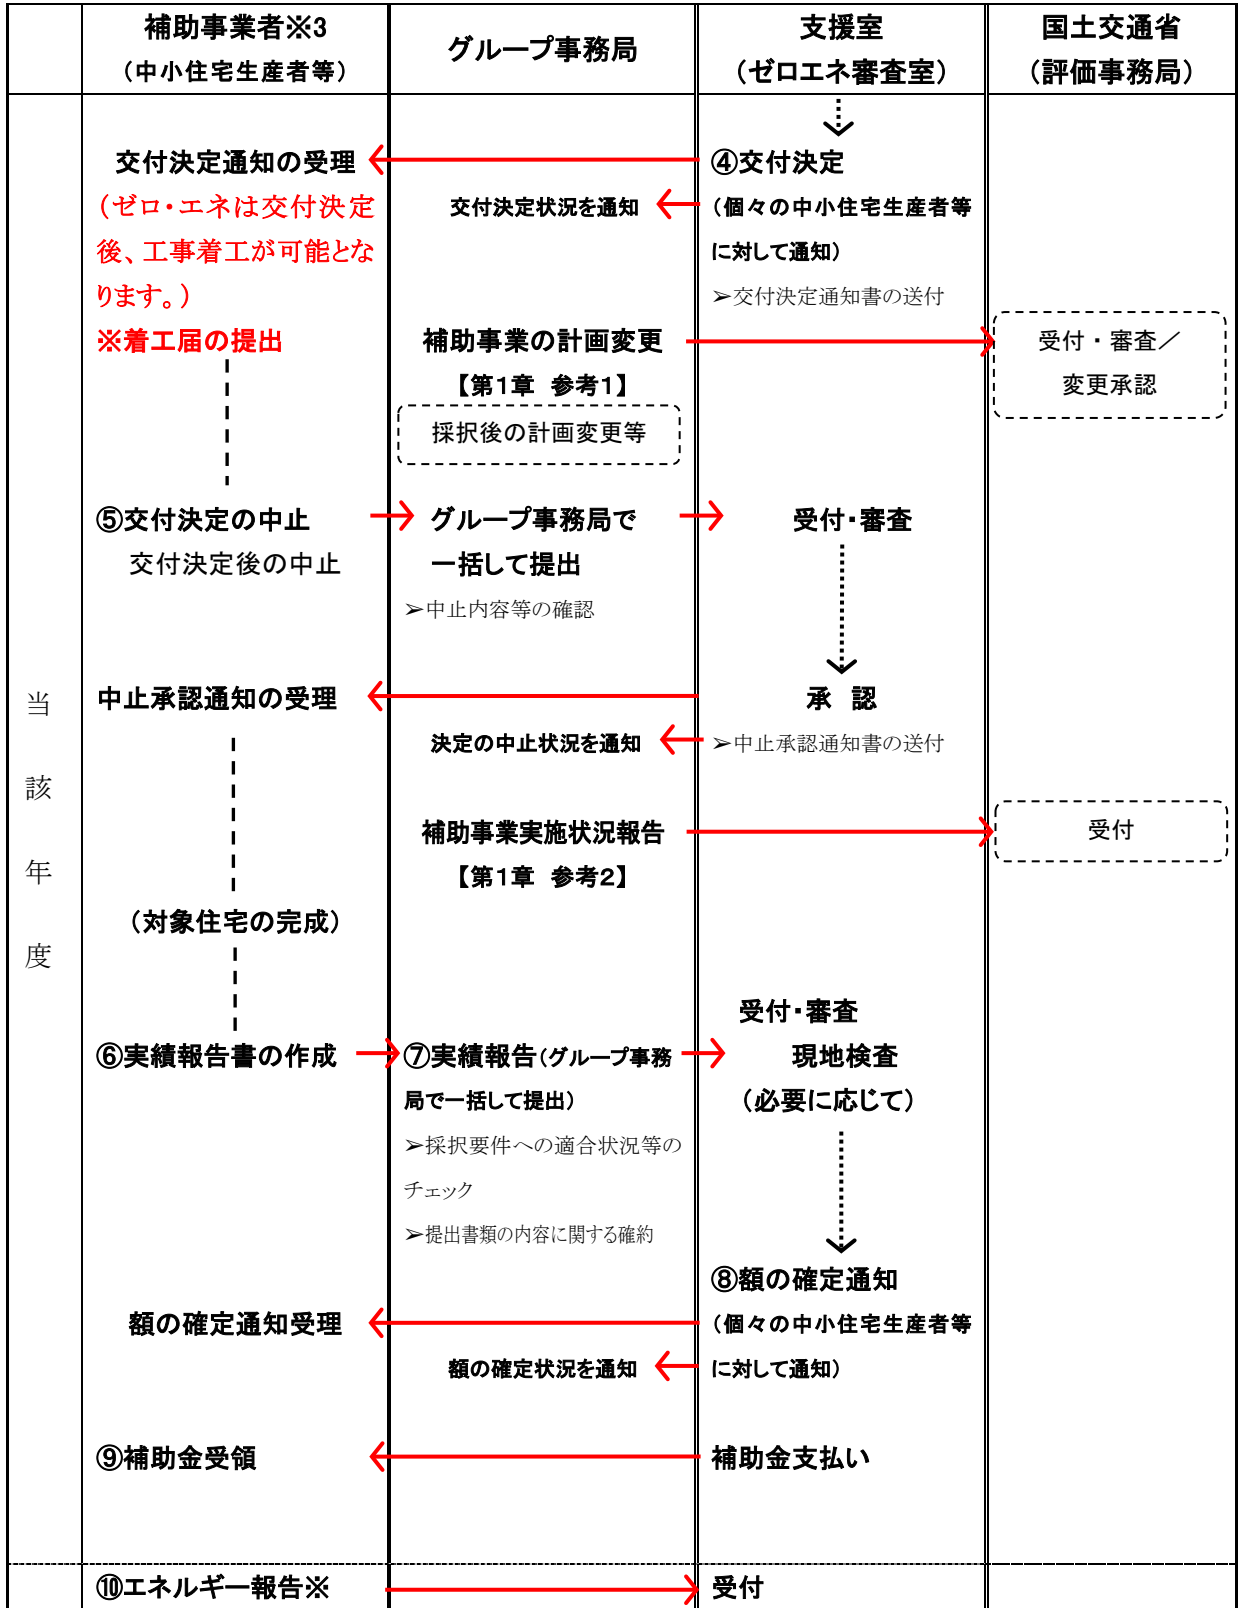 補助事業者※3
（中小住宅生産者等）
グループ事務局
支援室
（ゼロエネ審査室）
国土交通省
（評価事務局）
当該年度
交付決定通知の受理
④交付決定
（ゼロ・エネは交付決定
後、工事着工が可能とな
ります。）
※着工届の提出
交付決定状況を通知
（個々の中小住宅生産者等
に対して通知）
➢交付決定通知書の送付
補助事業の計画変更
【第1章 参考1】
採択後の計画変更等
受付・審査／
変更承認
⑤交付決定の中止
交付決定後の中止
グループ事務局で
一括して提出
➢中止内容等の確認
受付・審査
中止承認通知の受理
承 認
決定の中止状況を通知
➢中止承認通知書の送付
補助事業実施状況報告
【第1章 参考2】
受付
（対象住宅の完成）
⑥実績報告書の作成
⑦実績報告（グループ事務
局で一括して提出）
➢採択要件への適合状況等の
チェック
➢提出書類の内容に関する確約
受付・審査
現地検査
（必要に応じて）
⑧額の確定通知
（個々の中小住宅生産者等
に対して通知）
額の確定通知受理
額の確定状況を通知
⑨補助金受領
補助金支払い
⑩エネルギー報告※
受付